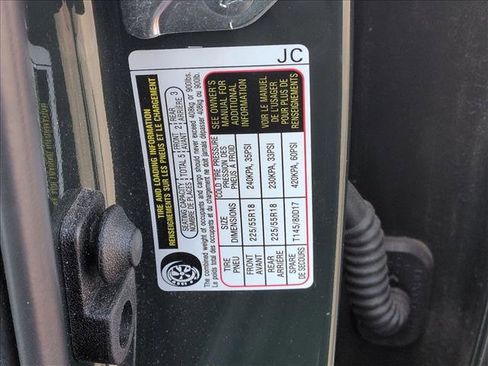 JC
TIRE AND LOADING INFORMATION
RENSEIGNEMENTS SUR LES PNEUS ET LE CHARGEMENT
SEATING CAPACITY
NOMBRE DE PLACES
TOTAL 5
FRONT 2
AVANT
REAR 3
ARRIÈRE
The combined weight of occupants and cargo should never exceed 408kg or 900lbs.
Le poids total des occupants et du chargement ne doit jamais dépasser 408kg ou 900lb.
TIRE DIMENSIONS COLD TIRE PRESSURE
PNEU PRESSION DES PNEUS A FROID
SEE OWNER'S MANUAL FOR ADDITIONAL INFORMATION
FRONT 225/55R18 240KPA, 35PSI
AVANT
REAR 225/55R18 230KPA, 33PSI
ARRIÈRE
SPARE T145/80D17 420KPA, 60PSI
DE SECOURS
VOIR LE MANUEL DE L'USAGER POUR PLUS DE RENSEIGNEMENTS